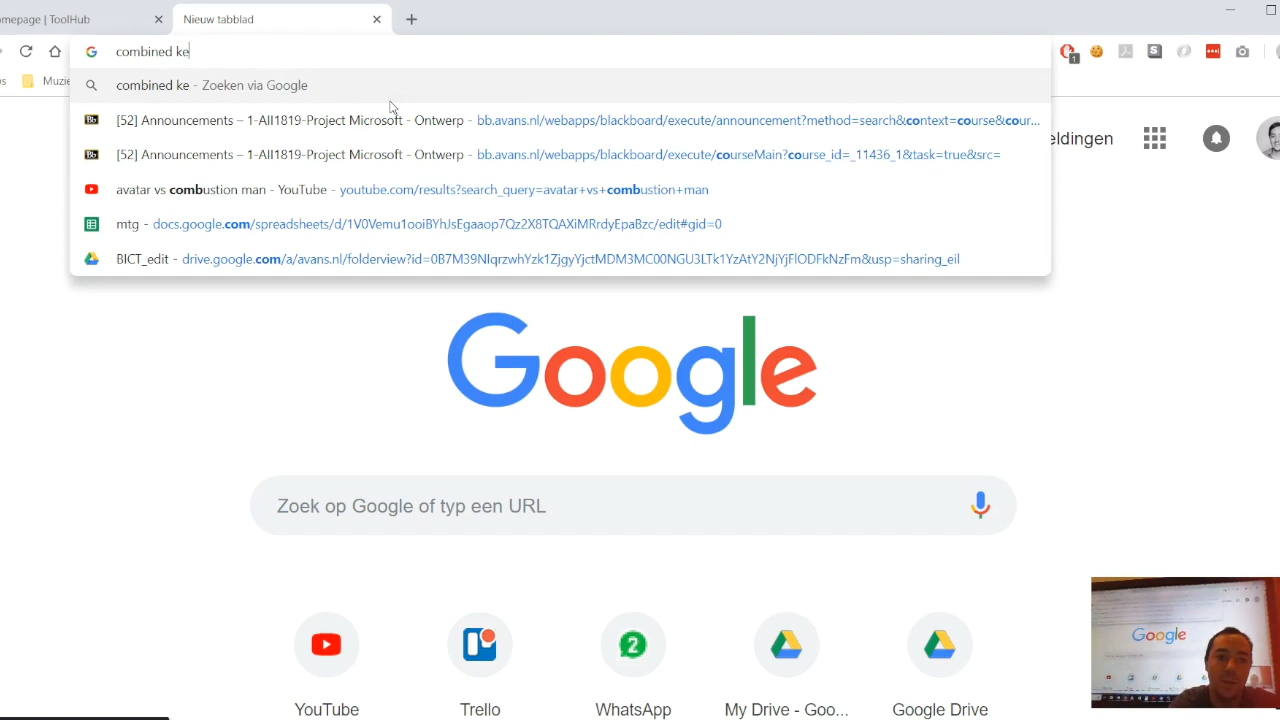 mepage | ToolHub
Nieuw tabblad
combined ke
1
Muzie
combined ke - Zoeken via Google
[52] Announcements – 1-AII1819-Project Microsoft - Ontwerp - bb.avans.nl/webapps/blackboard/execute/announcement?method=search&context=course&cour...
[52] Announcements – 1-AII1819-Project Microsoft - Ontwerp - bb.avans.nl/webapps/blackboard/execute/courseMain?course_id=_11436_1&task=true&src=
avatar vs combustion man - YouTube - youtube.com/results?search_query=avatar+vs+combustion+man
mtg - docs.google.com/spreadsheets/d/1V0Vemu1ooiBYhJsEgaaop7Qz2X8TQAXiMRrdyEpaBzc/edit#gid=0
BICT_edit - drive.google.com/a/avans.nl/folderview?id=0B7M39NIqrzwhYzk1ZjgyYjctMDM3MC00NGU3LTk1YzAtY2NjYjFlODFkNzFm&usp=sharing_eil
eldingen
Google
Zoek op Google of typ een URL
2
YouTube
lo
WhatsApp
y Drive - Goo...
Google Drive
Google